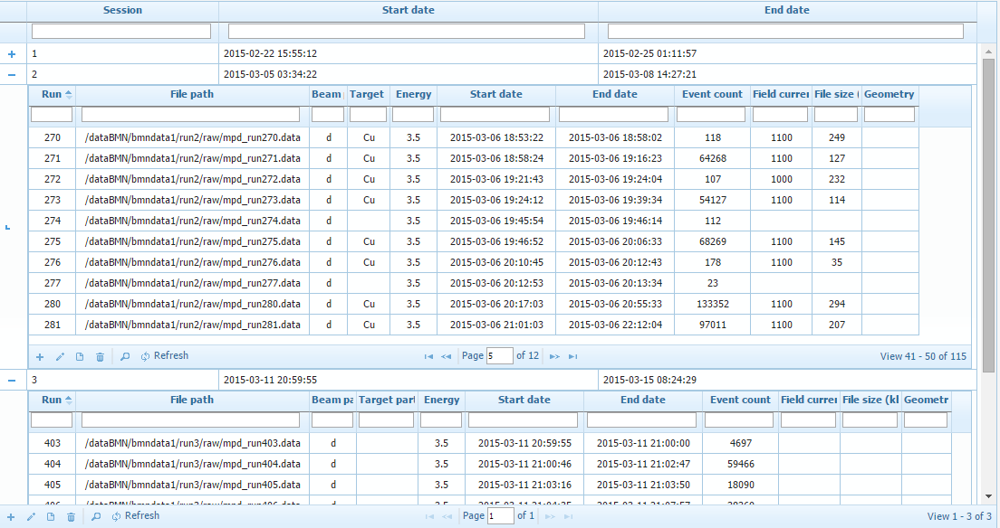 Session Start date End date
1 2015-02-22 15:55:12 2015-02-25 01:11:57
2 2015-03-05 03:34:22 2015-03-08 14:27:21
Run File path Beam Target Energy Start date End date Event count Field curren File size ( Geometry
270 /dataBMN/bmndata1/run2/raw/mpd_run270.data d Cu 3.5 2015-03-06 18:53:22 2015-03-06 18:58:02 118 1100 249
271 /dataBMN/bmndata1/run2/raw/mpd_run271.data d Cu 3.5 2015-03-06 18:58:24 2015-03-06 19:16:23 64268 1100 127
272 /dataBMN/bmndata1/run2/raw/mpd_run272.data d Cu 3.5 2015-03-06 19:21:43 2015-03-06 19:24:04 107 1000 232
273 /dataBMN/bmndata1/run2/raw/mpd_run273.data d Cu 3.5 2015-03-06 19:24:12 2015-03-06 19:39:34 54127 1100 114
274 /dataBMN/bmndata1/run2/raw/mpd_run274.data d 3.5 2015-03-06 19:45:54 2015-03-06 19:46:14 112
275 /dataBMN/bmndata1/run2/raw/mpd_run275.data d Cu 3.5 2015-03-06 19:46:52 2015-03-06 20:06:33 68269 1100 145
276 /dataBMN/bmndata1/run2/raw/mpd_run276.data d Cu 3.5 2015-03-06 20:10:45 2015-03-06 20:12:43 178 1100 35
277 /dataBMN/bmndata1/run2/raw/mpd_run277.data d 3.5 2015-03-06 20:12:53 2015-03-06 20:13:34 23
280 /dataBMN/bmndata1/run2/raw/mpd_run280.data d Cu 3.5 2015-03-06 20:17:03 2015-03-06 20:55:33 133352 1100 294
281 /dataBMN/bmndata1/run2/raw/mpd_run281.data d Cu 3.5 2015-03-06 21:01:03 2015-03-06 22:12:04 97011 1100 207
Refresh Page 5 of 12 View 41 - 50 of 115
3 2015-03-11 20:59:55 2015-03-15 08:24:29
Run File path Beam pa Target part Energy Start date End date Event count Field curren File size (kl Geometr
403 /dataBMN/bmndata1/run3/raw/mpd_run403.data d 3.5 2015-03-11 20:59:55 2015-03-11 21:00:00 4697
404 /dataBMN/bmndata1/run3/raw/mpd_run404.data d 3.5 2015-03-11 21:00:46 2015-03-11 21:02:47 59466
405 /dataBMN/bmndata1/run3/raw/mpd_run405.data d 3.5 2015-03-11 21:03:16 2015-03-11 21:03:50 18090
Refresh Page 1 of 1 View 1 - 3 of 3